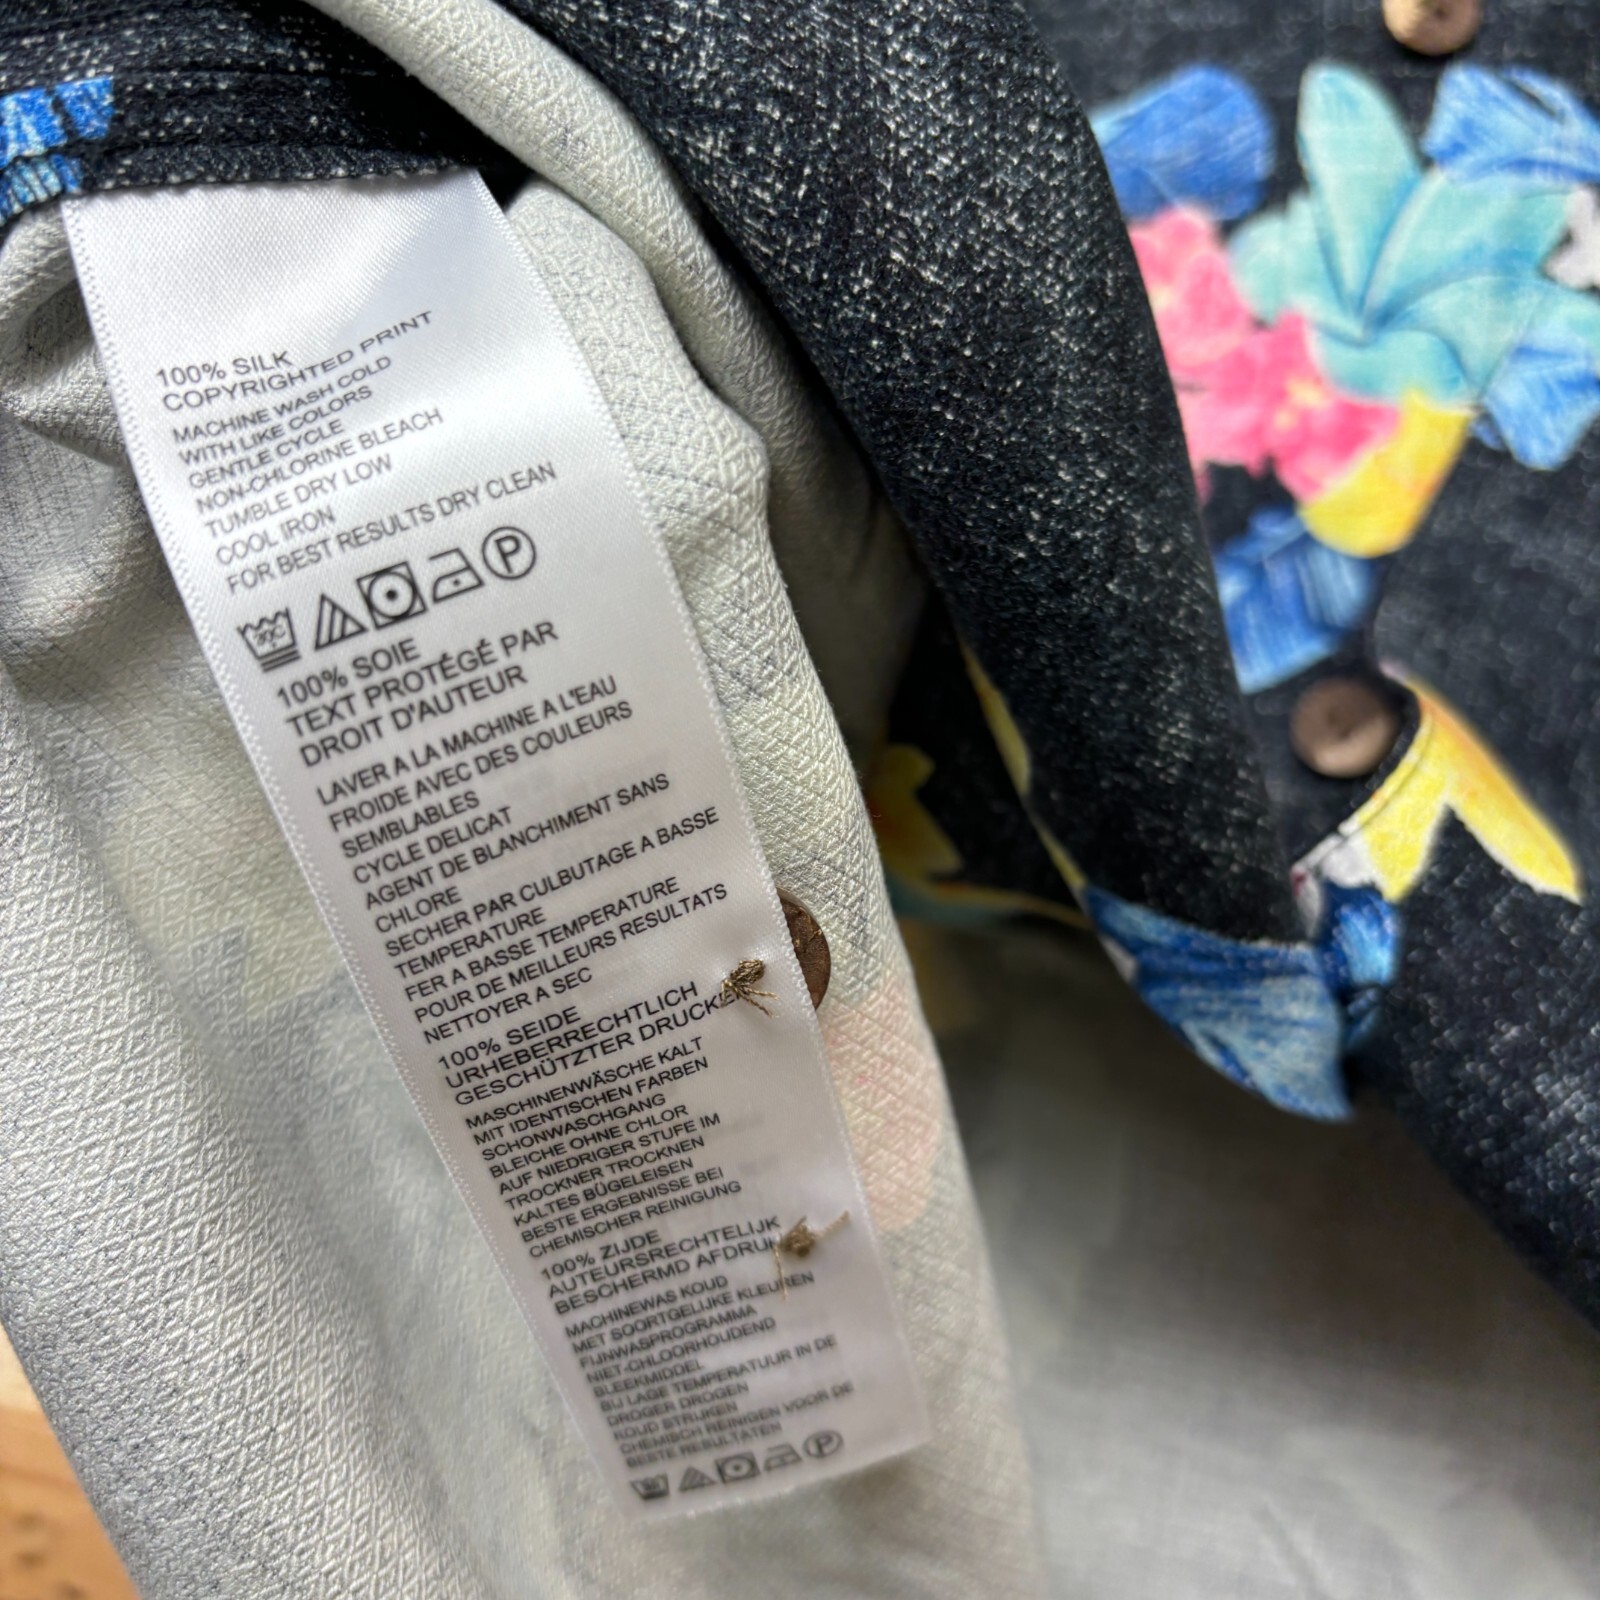 100% SILK
COPYRIGHTED PRINT
MACHINE WASH COLD
WITH LIKE COLORS
GENTLE CYCLE
NON-CHLORINE BLEACH
TUMBLE DRY LOW
COOL IRON
FOR BEST RESULTS DRY CLEAN
30°C P
100% SOIE
TEXT PROTÉGÉ PAR
DROIT D'AUTEUR
LAVER A LA MACHINE A L'EAU
FROIDE AVEC DES COULEURS
SEMBLABLES
CYCLE DELICAT
AGENT DE BLANCHIMENT SANS
CHLORE
SECHER PAR CULBUTAGE A BASSE
TEMPERATURE
FER A BASSE TEMPERATURE
POUR DE MEILLEURS RESULTATS
NETTOYER A SEC
100% SEIDE
URHEBERRECHTLICH
GESCHÜTZTER DRUCKEN
MASCHINENWÄSCHE KALT
MIT IDENTISCHEN FARBEN
SCHONWASCHGANG
BLEICHE OHNE CHLOR
AUF NIEDRIGER STUFE IM
TROCKNER TROCKNEN
KALTES BÜGELEISEN
BESTE ERGEBNISSE BEI
CHEMISCHER REINIGUNG
100% ZIJDE
AUTEURSRECHTELIJK
BESCHERMD AFDRUK
MACHINEWAS KOUD
MET SOORTGELIJKE KLEUREN
FIJNWASPROGRAMMA
NIET-CHLOORHOUDEND
BLEEKMIDDEL
BIJ LAGE TEMPERATUUR IN DE
DROGER DROGEN
KOUD STRIJKEN
CHEMISCH REINIGEN VOOR DE
BESTE RESULTATEN
P